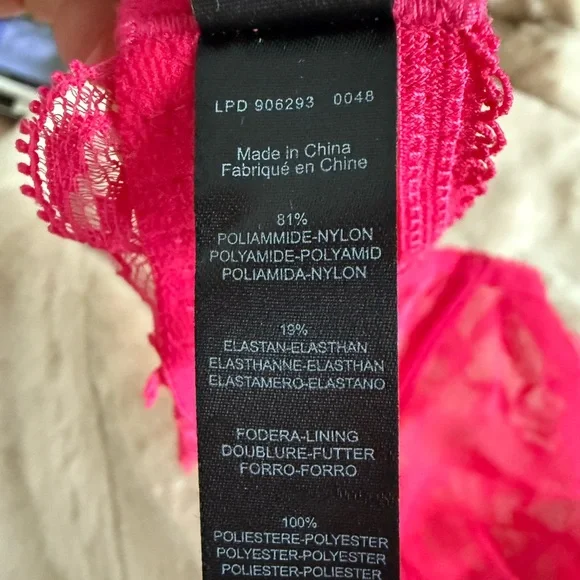 LPD 906293 0048
Made in China
Fabriqué en Chine
81%
POLIAMMIDE-NYLON
POLYAMIDE-POLYAMID
POLIAMIDA-NYLON
19%
ELASTAN-ELASTHAN
ELASTHANNE-ELASTHAN
ELASTAMERO-ELASTANO
FODERA-LINING
DOUBLURE-FUTTER
FORRO-FORRO
100%
POLIESTERE-POLYESTER
POLYESTER-POLYESTER
POLIESTER-POLIESTER